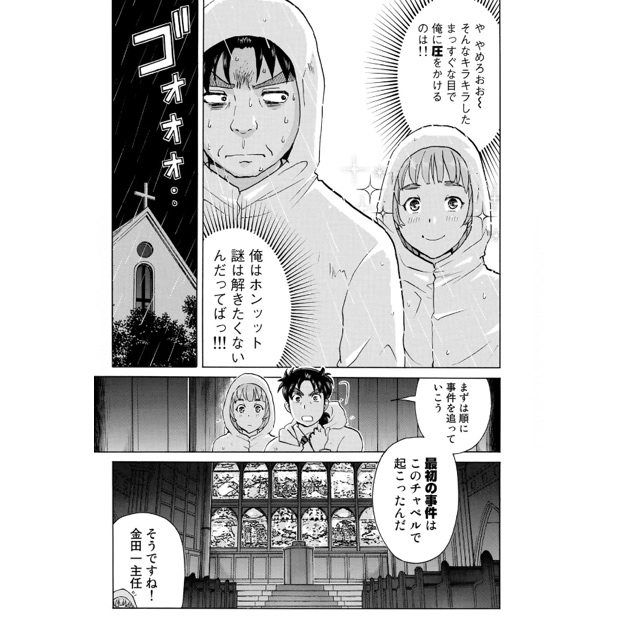 や やめろぉぉ〜
そんなキラキラした
まっすぐな目で
俺に圧をかける
のは!!
俺はホンット
謎は解きたくない
んだってばっ!!!
ゴォオォォ・・
まずは順に
事件を追って
いこう
最初の事件は
このチャペルで
起こったんだ
そうですね!
金田一主任